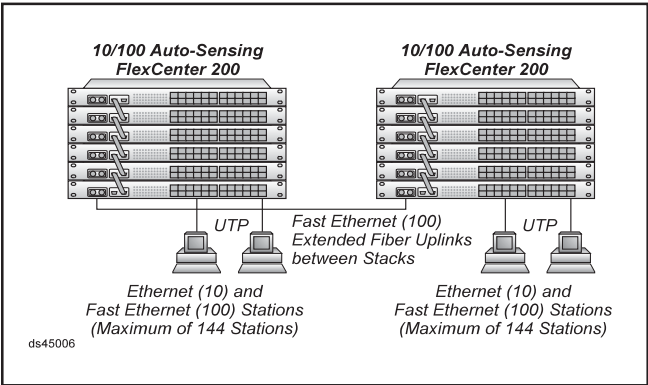 10/100 Auto-Sensing
FlexCenter 200
10/100 Auto-Sensing
FlexCenter 200
UTP
Fast Ethernet (100)
Extended Fiber Uplinks
between Stacks
UTP
Ethernet (10) and
Fast Ethernet (100) Stations
(Maximum of 144 Stations)
Ethernet (10) and
Fast Ethernet (100) Stations
(Maximum of 144 Stations)
ds45006